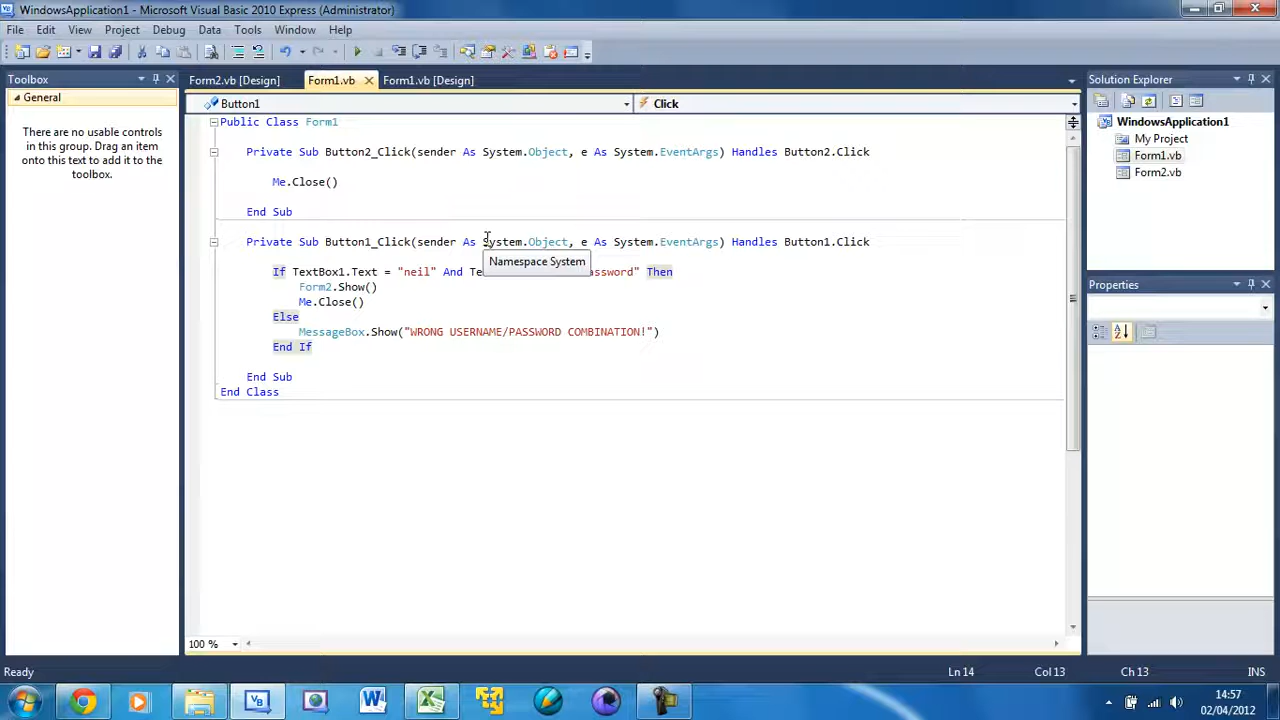 WindowsApplication1 - Microsoft Visual Basic 2010 Express (Administrator)
File Edit View Project Debug Data Tools Window Help
Toolbox
General
There are no usable controls
in this group. Drag an item
onto this text to add it to the
toolbox.
Form2.vb [Design] Form1.vb Form1.vb [Design]
Button1 Click
Public Class Form1
Private Sub Button2_Click(sender As System.Object, e As System.EventArgs) Handles Button2.Click
Me.Close()
End Sub
Private Sub Button1_Click(sender As System.Object, e As System.EventArgs) Handles Button1.Click
Namespace System
If TextBox1.Text = "neil" And Te assword" Then
Form2.Show()
Me.Close()
Else
MessageBox.Show("WRONG USERNAME/PASSWORD COMBINATION!")
End If
End Sub
End Class
100 %
Solution Explorer
WindowsApplication1
My Project
Form1.vb
Form2.vb
Properties
Ready Ln 14 Col 13 Ch 13 INS
14:57
02/04/2012